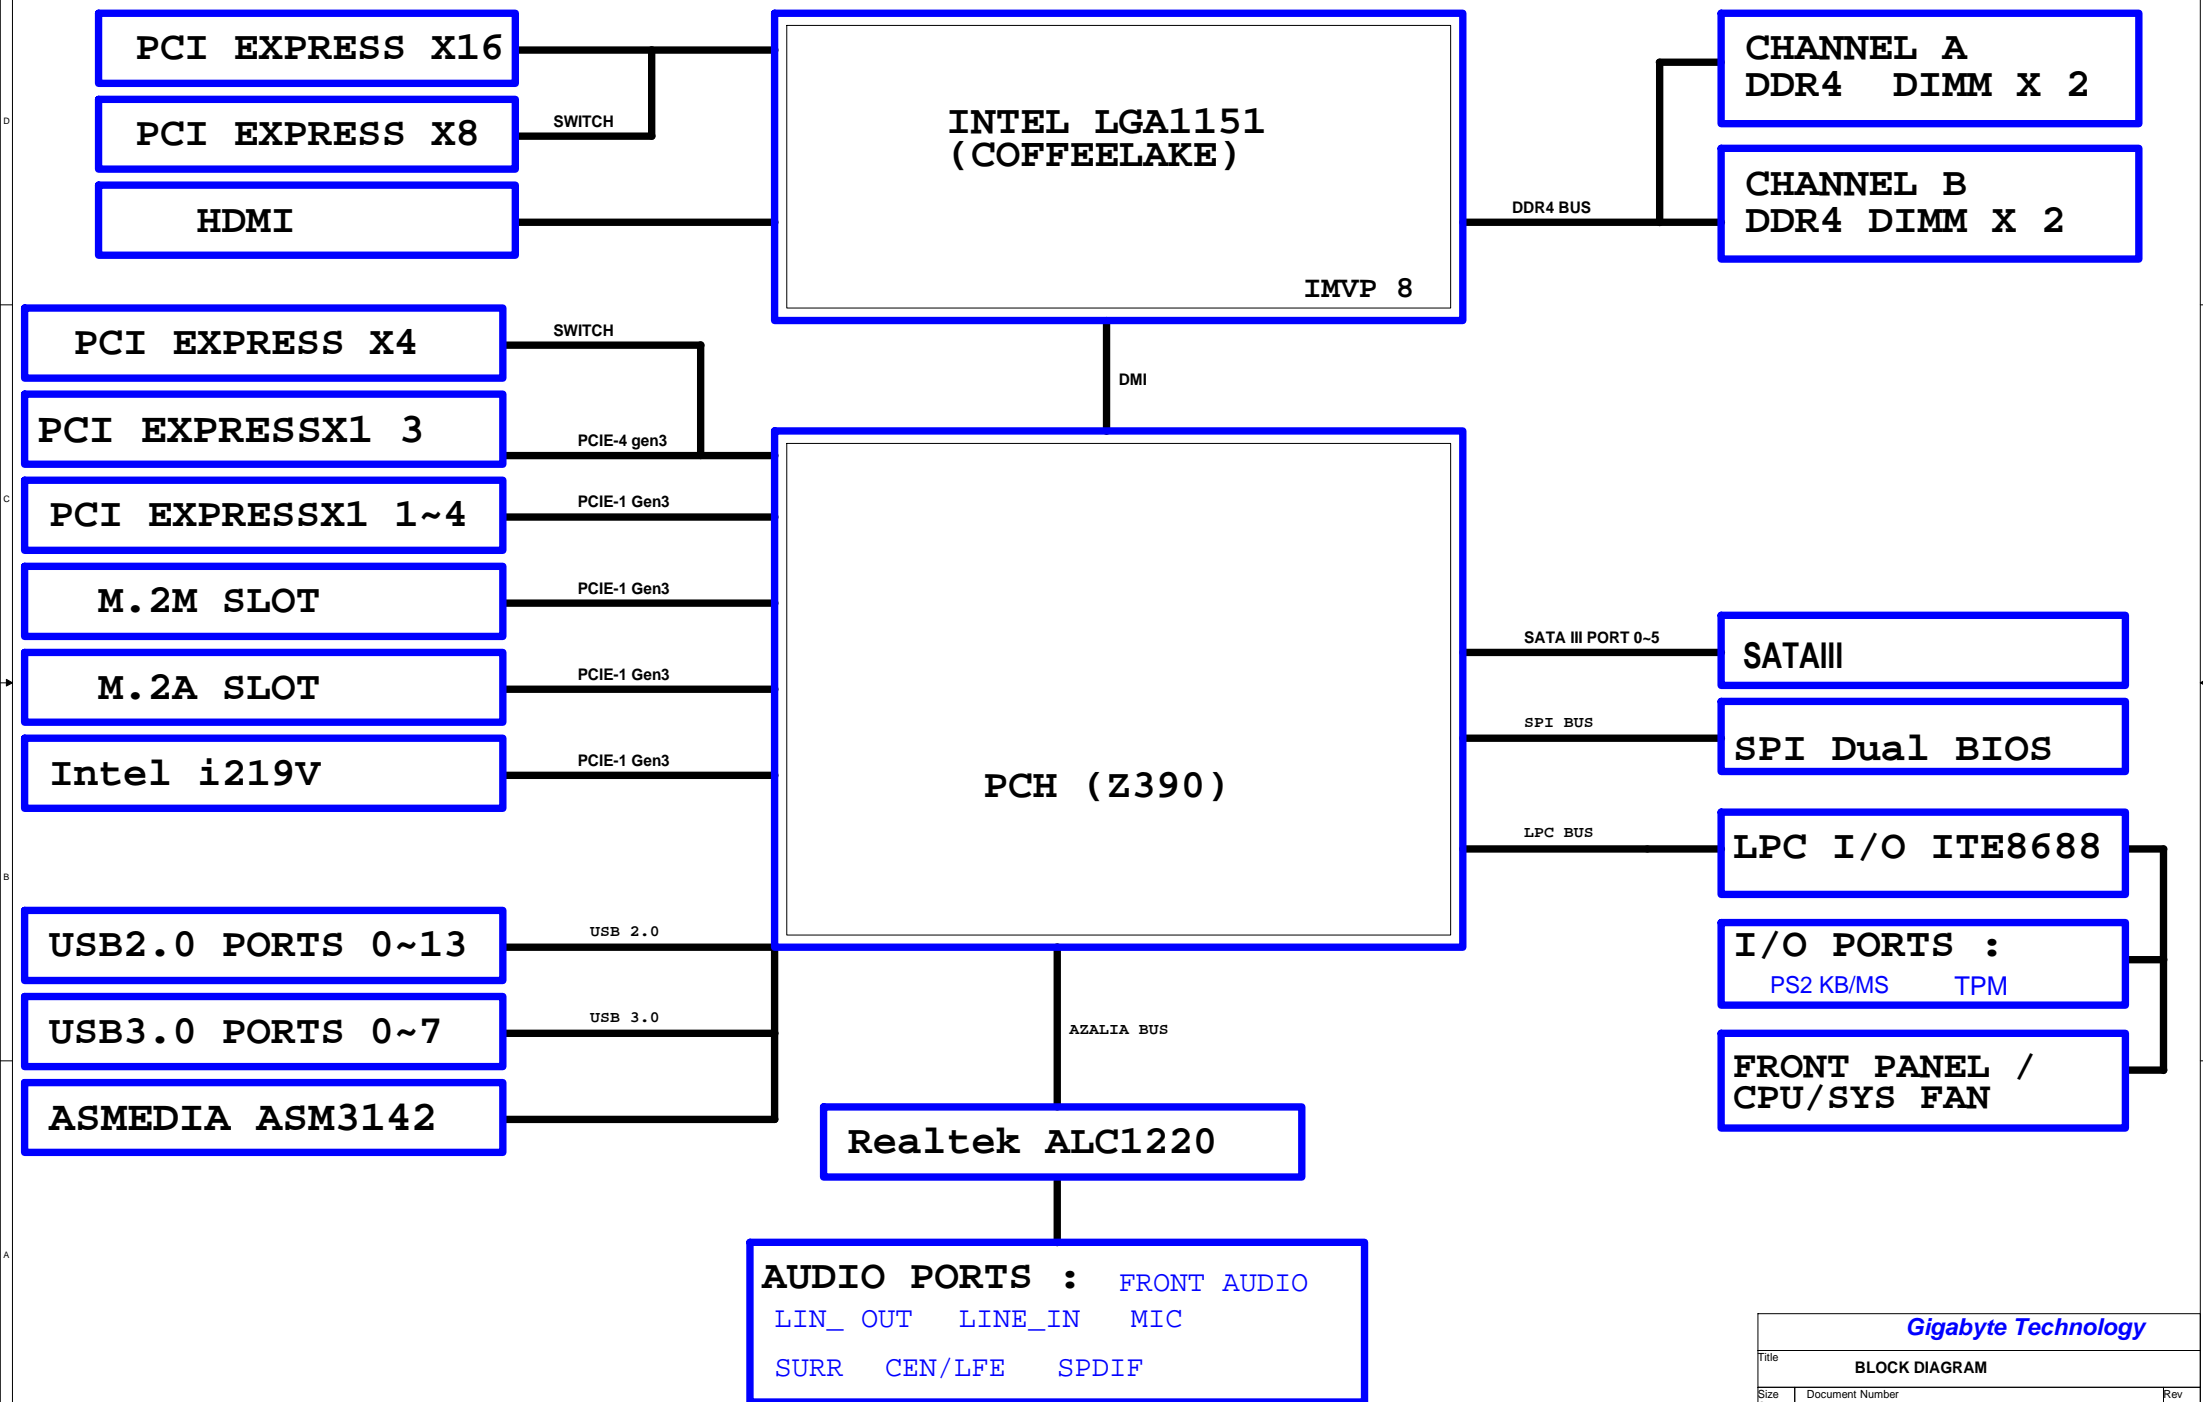 PCI EXPRESS X16
PCI EXPRESS X8
SWITCH
HDMI
INTEL LGA1151
(COFFEELAKE)
IMVP 8
DDR4 BUS
CHANNEL A
DDR4 DIMM X 2
CHANNEL B
DDR4 DIMM X 2
D
PCI EXPRESS X4
SWITCH
DMI
PCI EXPRESSX1 3
PCIE-4 gen3
C
PCI EXPRESSX1 1~4
PCIE-1 Gen3
M.2M SLOT
PCIE-1 Gen3
M.2A SLOT
PCIE-1 Gen3
Intel i219V
PCIE-1 Gen3
PCH (Z390)
SATA III PORT 0~5
SATAIII
SPI BUS
SPI Dual BIOS
LPC BUS
LPC I/O ITE8688
B
I/O PORTS :
PS2 KB/MS TPM
FRONT PANEL /
CPU/SYS FAN
USB2.0 PORTS 0~13
USB 2.0
USB3.0 PORTS 0~7
USB 3.0
ASMEDIA ASM3142
AZALIA BUS
Realtek ALC1220
A
AUDIO PORTS : FRONT AUDIO
LIN_ OUT LINE_IN MIC
SURR CEN/LFE SPDIF
Gigabyte Technology
Title
BLOCK DIAGRAM
Size Document Number Rev